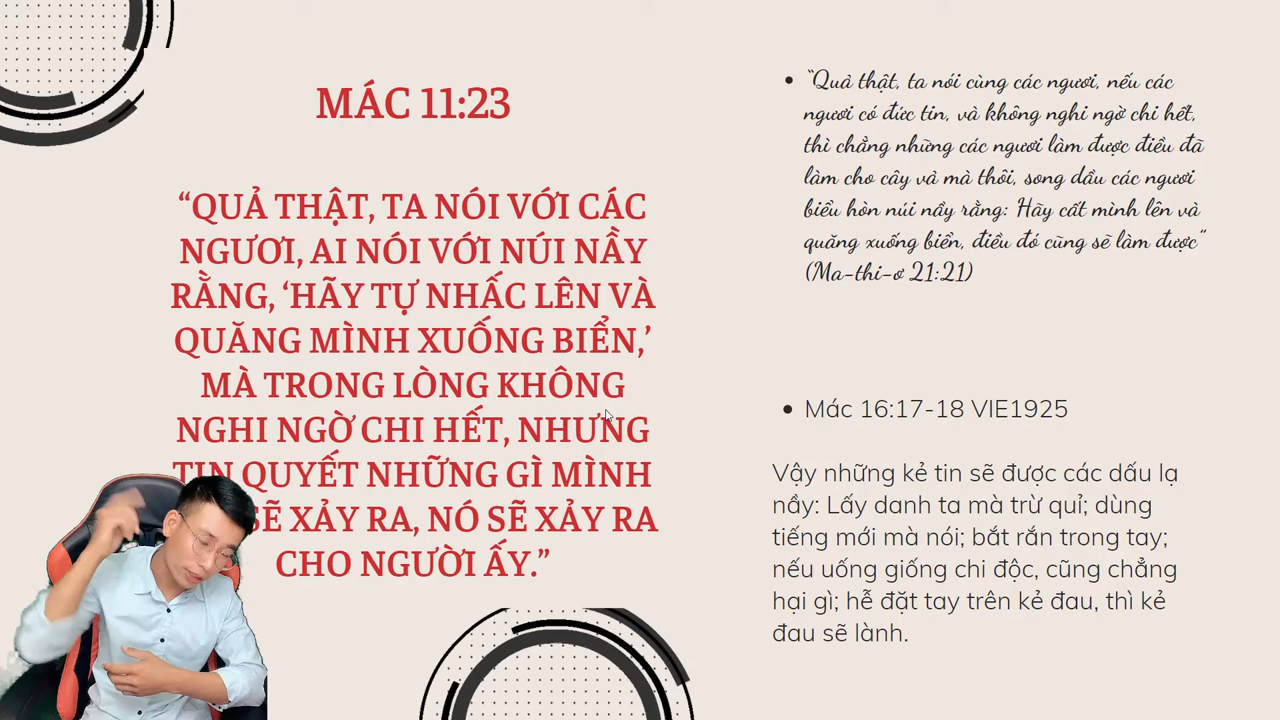 MÁC 11:23
“QUẢ THẬT, TA NÓI VỚI CÁC
NGƯƠI, AI NÓI VỚI NÚI NẦY
RẰNG, ‘HÃY TỰ NHẤC LÊN VÀ
QUĂNG MÌNH XUỐNG BIỂN,’
MÀ TRONG LÒNG KHÔNG
NGHI NGỜ CHI HẾT, NHƯNG
TIN QUYẾT NHỮNG GÌ MÌNH
SẼ XẢY RA, NÓ SẼ XẢY RA
CHO NGƯỜI ẤY.”
“Quả thật, ta nói cùng các ngươi, nếu các
ngươi có đức tin, và không nghi ngờ chi hết,
thì chẳng những các ngươi làm được điều đã
làm cho cây vả mà thôi, song dầu các ngươi
biểu hòn núi nầy rằng: Hãy cất mình lên và
quăng xuống biển, điều đó cũng sẽ làm được”
(Ma-thi-ơ 21:21)
Mác 16:17-18 VIE1925
Vậy những kẻ tin sẽ được các dấu lạ
nầy: Lấy danh ta mà trừ quỉ; dùng
tiếng mới mà nói; bắt rắn trong tay;
nếu uống giống chi độc, cũng chẳng
hại gì; hễ đặt tay trên kẻ đau, thì kẻ
đau sẽ lành.